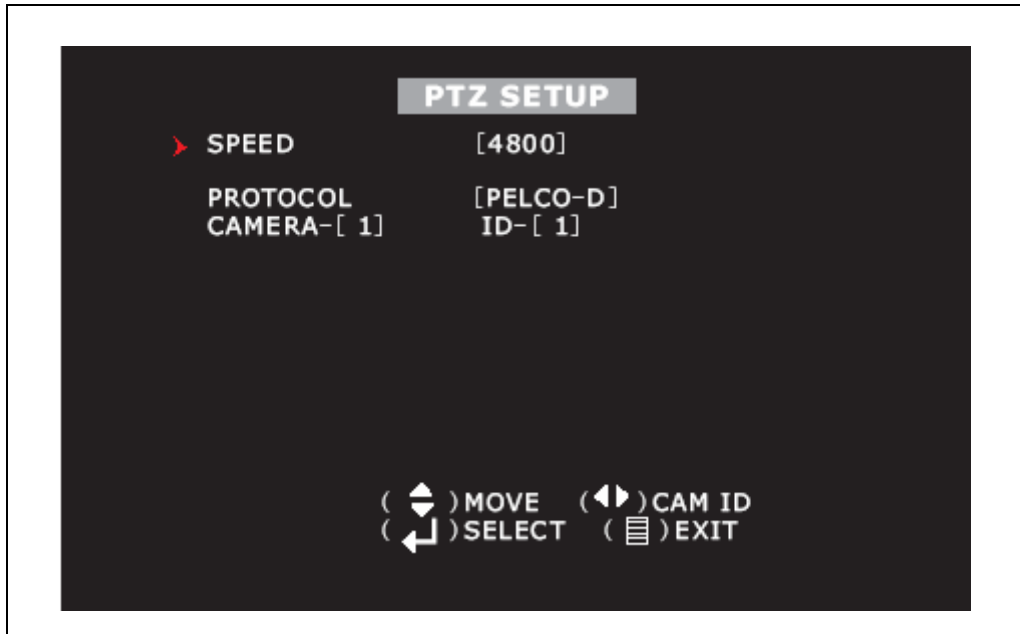 PTZ SETUP
SPEED [4800]
PROTOCOL [PELCO-D]
CAMERA-[ 1] ID-[ 1]
( )MOVE ( )CAM ID
( )SELECT ( )EXIT